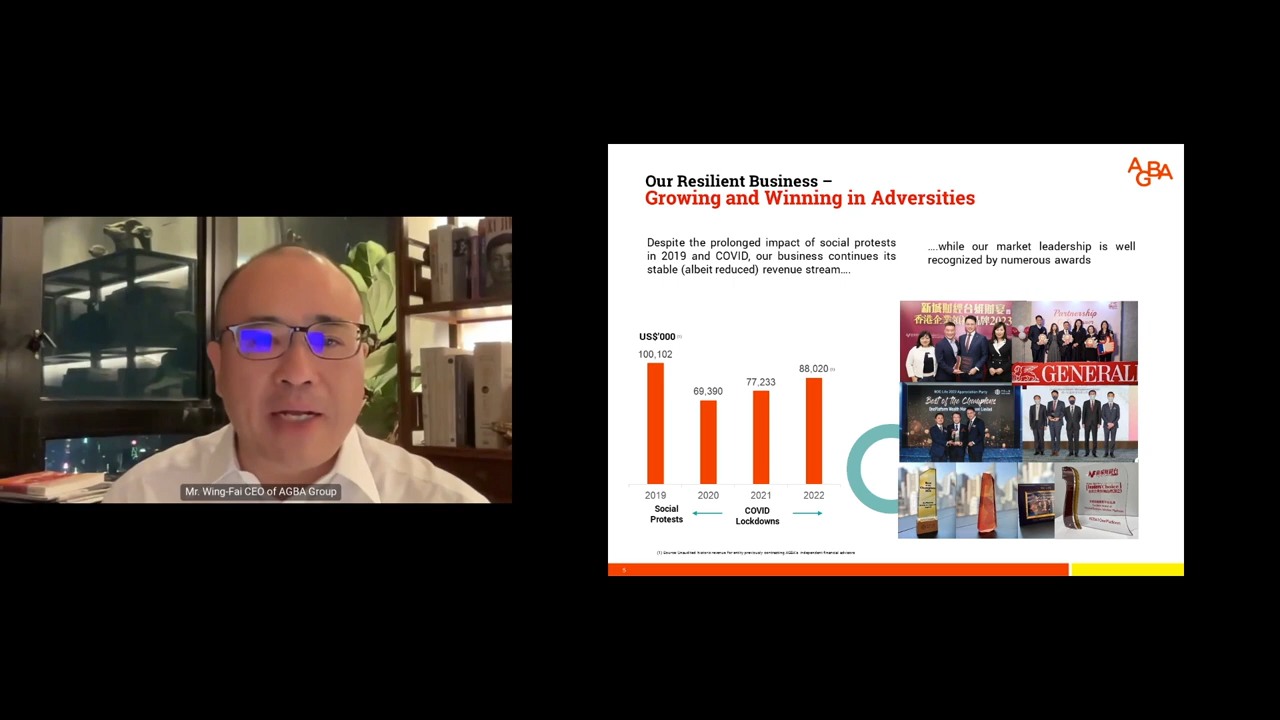 AGBA
Our Resilient Business –
Growing and Winning in Adversities
Despite the prolonged impact of social protests
in 2019 and COVID, our business continues its
stable (albeit reduced) revenue stream....
....while our market leadership is well
recognized by numerous awards
US$'000
100,102
69,390
77,233
88,020
2019
2020
2021
2022
Social
Protests
COVID
Lockdowns
Partnership
GENERALI
Best of the Champions
Mr. Wing-Fai CEO of AGBA Group
5